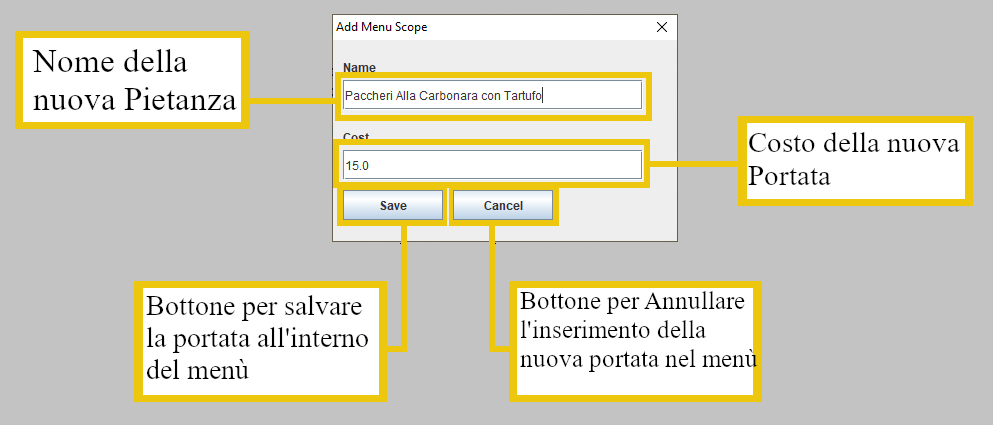 Add Menu Scope
Nome della
nuova Pietanza
Name
Paccheri Alla Carbonara con Tartufo
Cost
15.0
Costo della nuova
Portata
Save
Cancel
Bottone per salvare
la portata all'interno
del menù
Bottone per Annullare
l'inserimento della
nuova portata nel menù